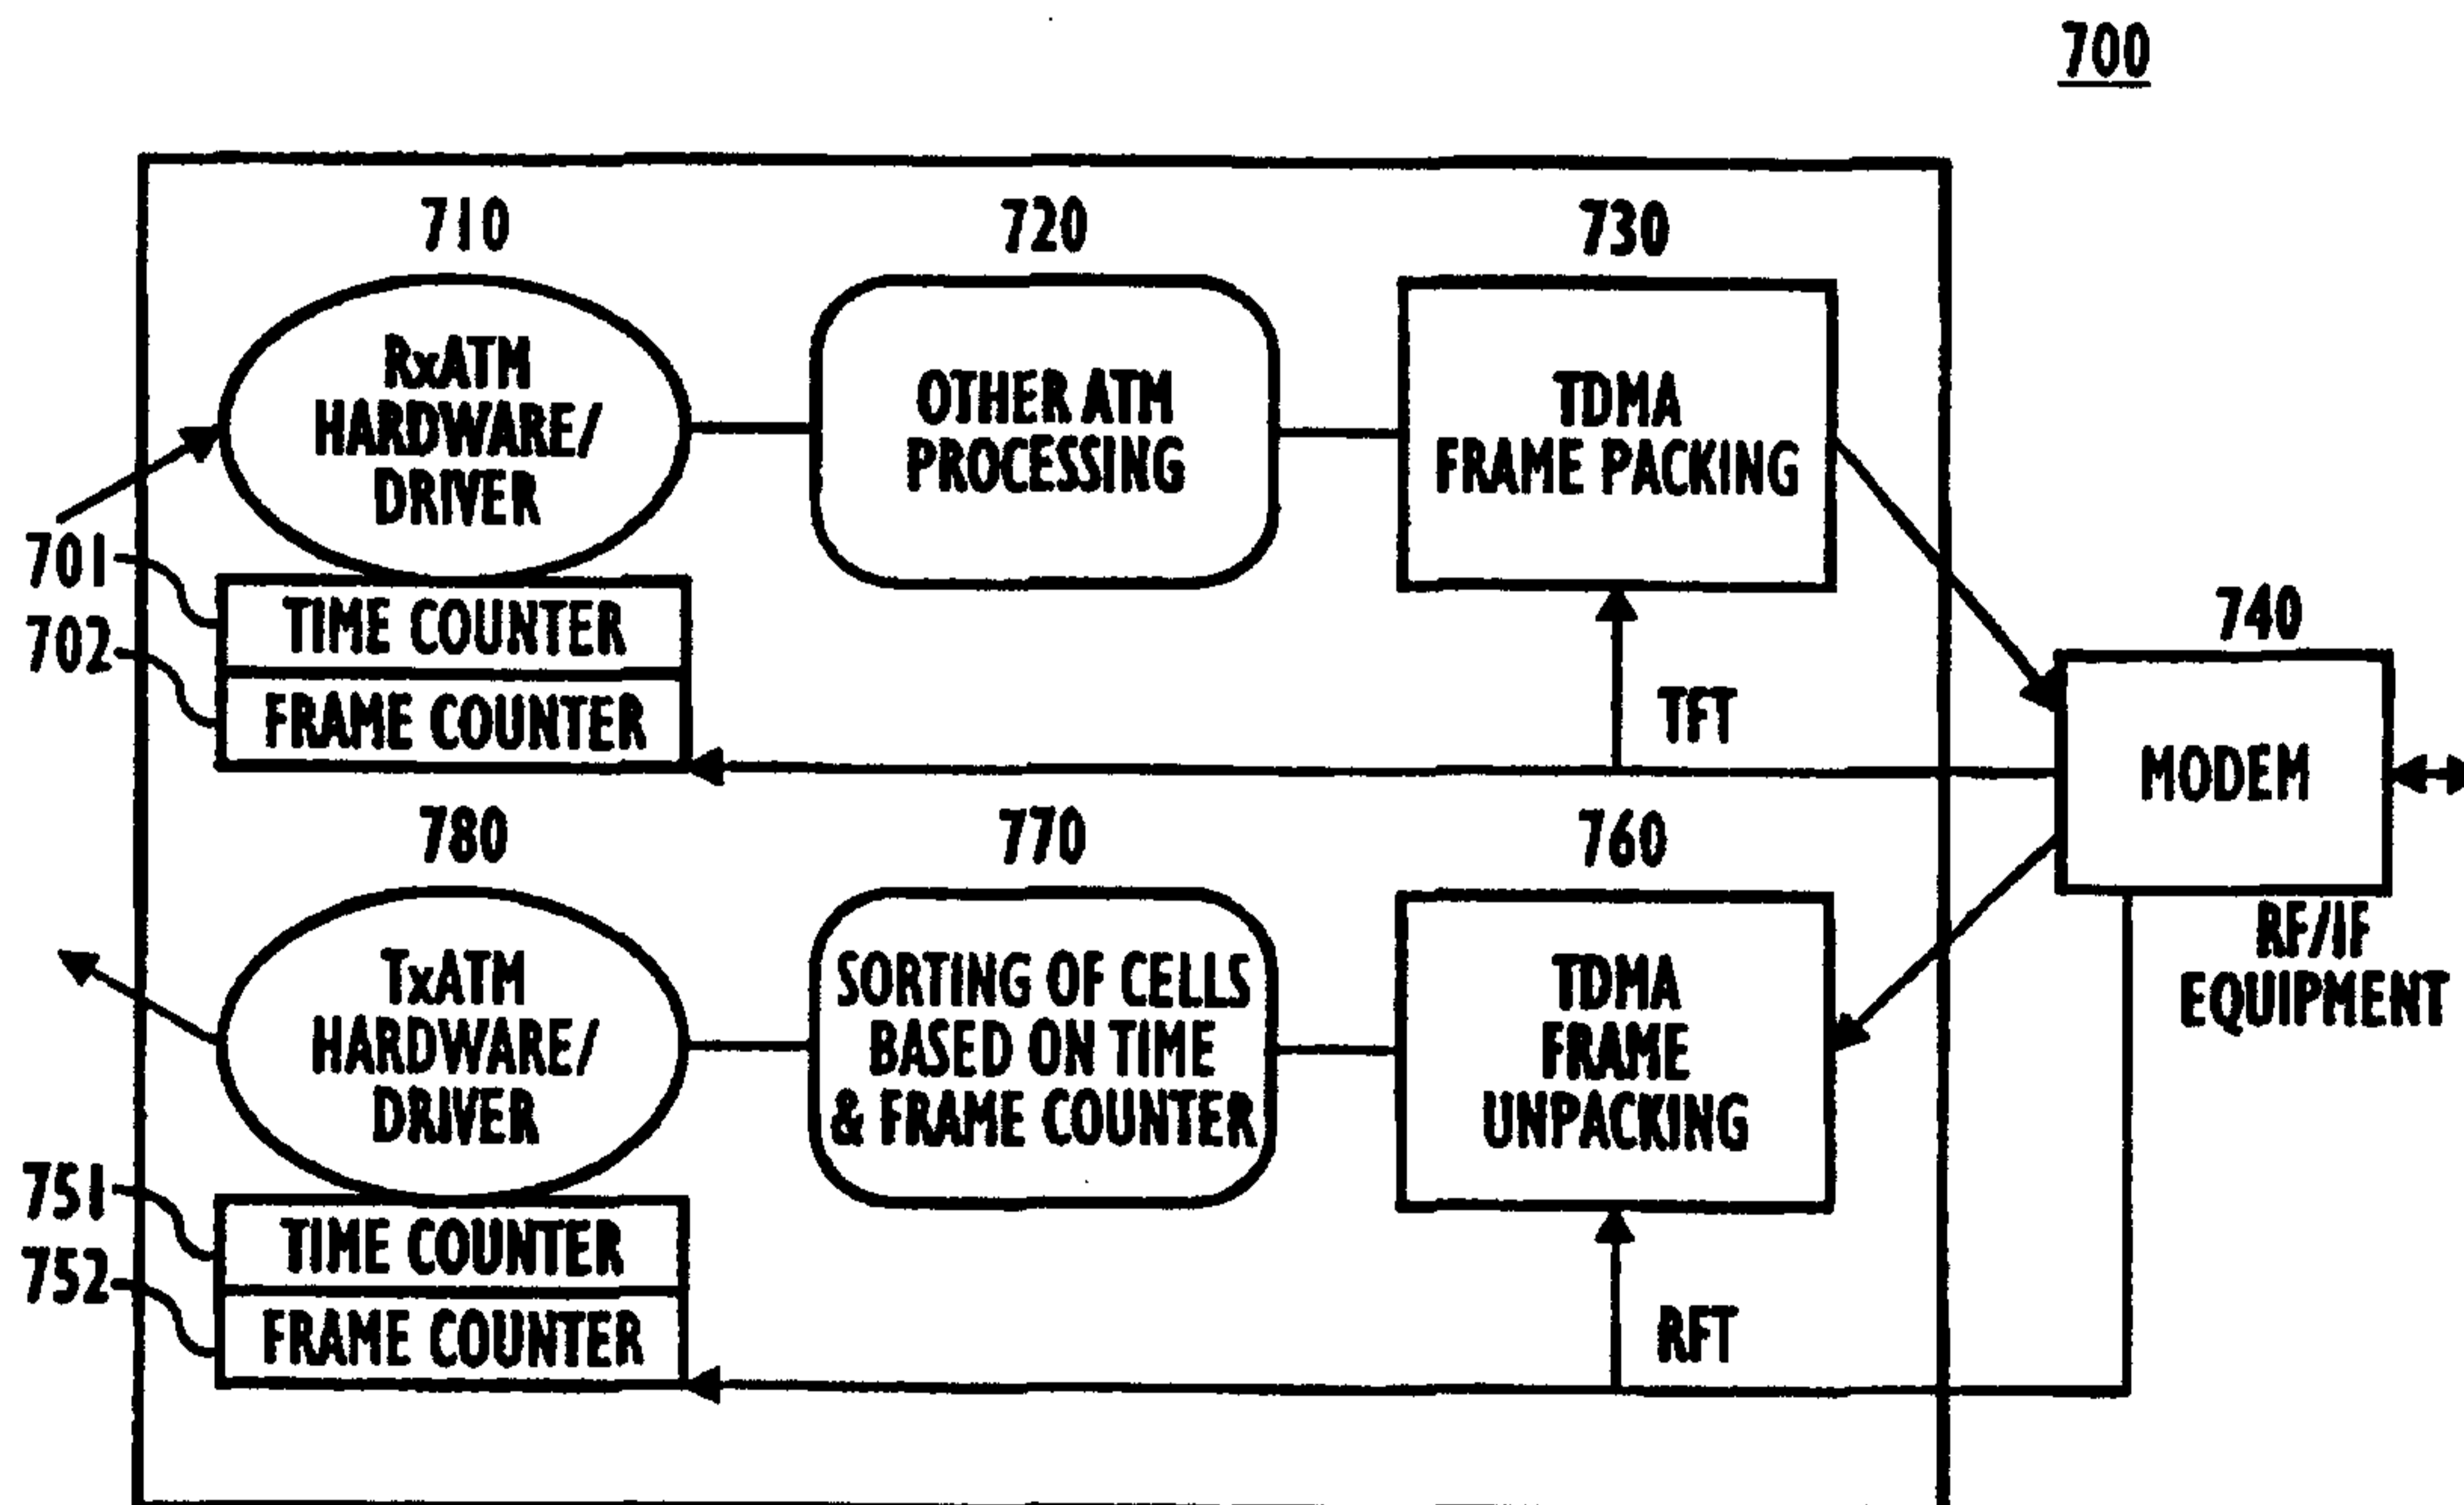 700
710
720
730
RxATM
HARDWARE/
DRIVER
OTHER ATM
PROCESSING
TDMA
FRAME PACKING
701
702
TIME COUNTER
FRAME COUNTER
TFT
740
MODEM
RF/IF
EQUIPMENT
780
770
760
TxATM
HARDWARE/
DRIVER
SORTING OF CELLS
BASED ON TIME
& FRAME COUNTER
TDMA
FRAME
UNPACKING
751
752
TIME COUNTER
FRAME COUNTER
RFT